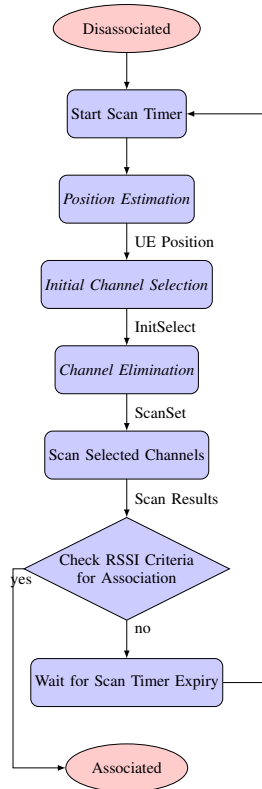 Disassociated
Start Scan Timer
Position Estimation
UE Position
Initial Channel Selection
InitSelect
Channel Elimination
ScanSet
Scan Selected Channels
Scan Results
Check RSSI Criteria
for Association
yes
no
Wait for Scan Timer Expiry
Associated